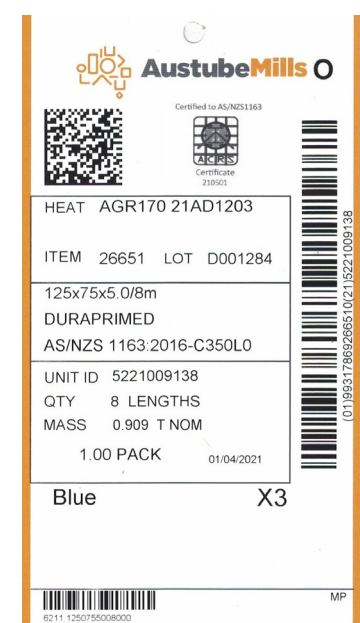 AustubeMills O
Certified to AS/NZS1163
ACRS
Certificate
210501
HEAT AGR170 21AD1203
ITEM 26651 LOT D001284
125x75x5.0/8m
DURAPRIMED
AS/NZS 1163:2016-C350L0
UNIT ID 5221009138
QTY 8 LENGTHS
MASS 0.909 T NOM
1.00 PACK 01/04/2021
(01)99317869266510(21)5221009138
Blue X3
MP
6211.1250755008000